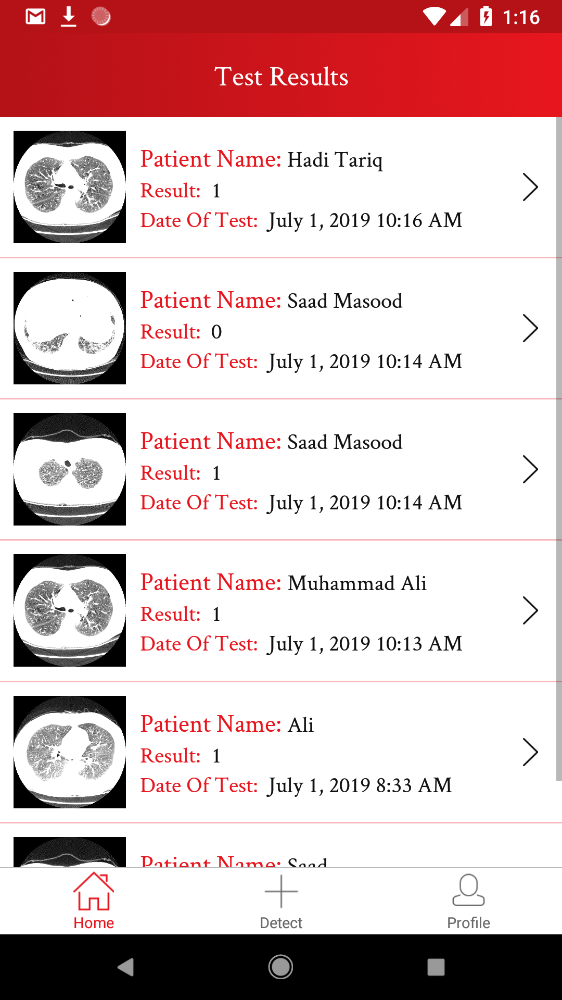 1:16
Test Results
Patient Name: Hadi Tariq
Result: 1
Date Of Test: July 1, 2019 10:16 AM
Patient Name: Saad Masood
Result: 0
Date Of Test: July 1, 2019 10:14 AM
Patient Name: Saad Masood
Result: 1
Date Of Test: July 1, 2019 10:14 AM
Patient Name: Muhammad Ali
Result: 1
Date Of Test: July 1, 2019 10:13 AM
Patient Name: Ali
Result: 1
Date Of Test: July 1, 2019 8:33 AM
Patient Name: Saad
Home
Detect
Profile